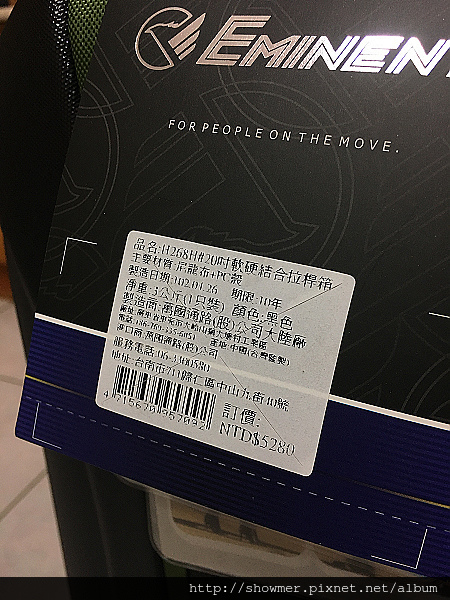 EMINEN
FOR PEOPLE ON THE MOVE.
品名:H268H#20吋軟硬結合拉桿箱
主要材質:尼龍布+PC殼
製造日期:102.01.26 期限:10年
淨重:3公斤(1只裝) 顏色:黑色
製造商:萬國通路(股)公司大陸廠
產地:中國(台灣監製)
進口商:萬國通路(股)公司
服務電話:06-3300580
地址:台南市711歸仁區中山九街10號
訂價:
NTD$5280
http://showmer.pixnet.net/album